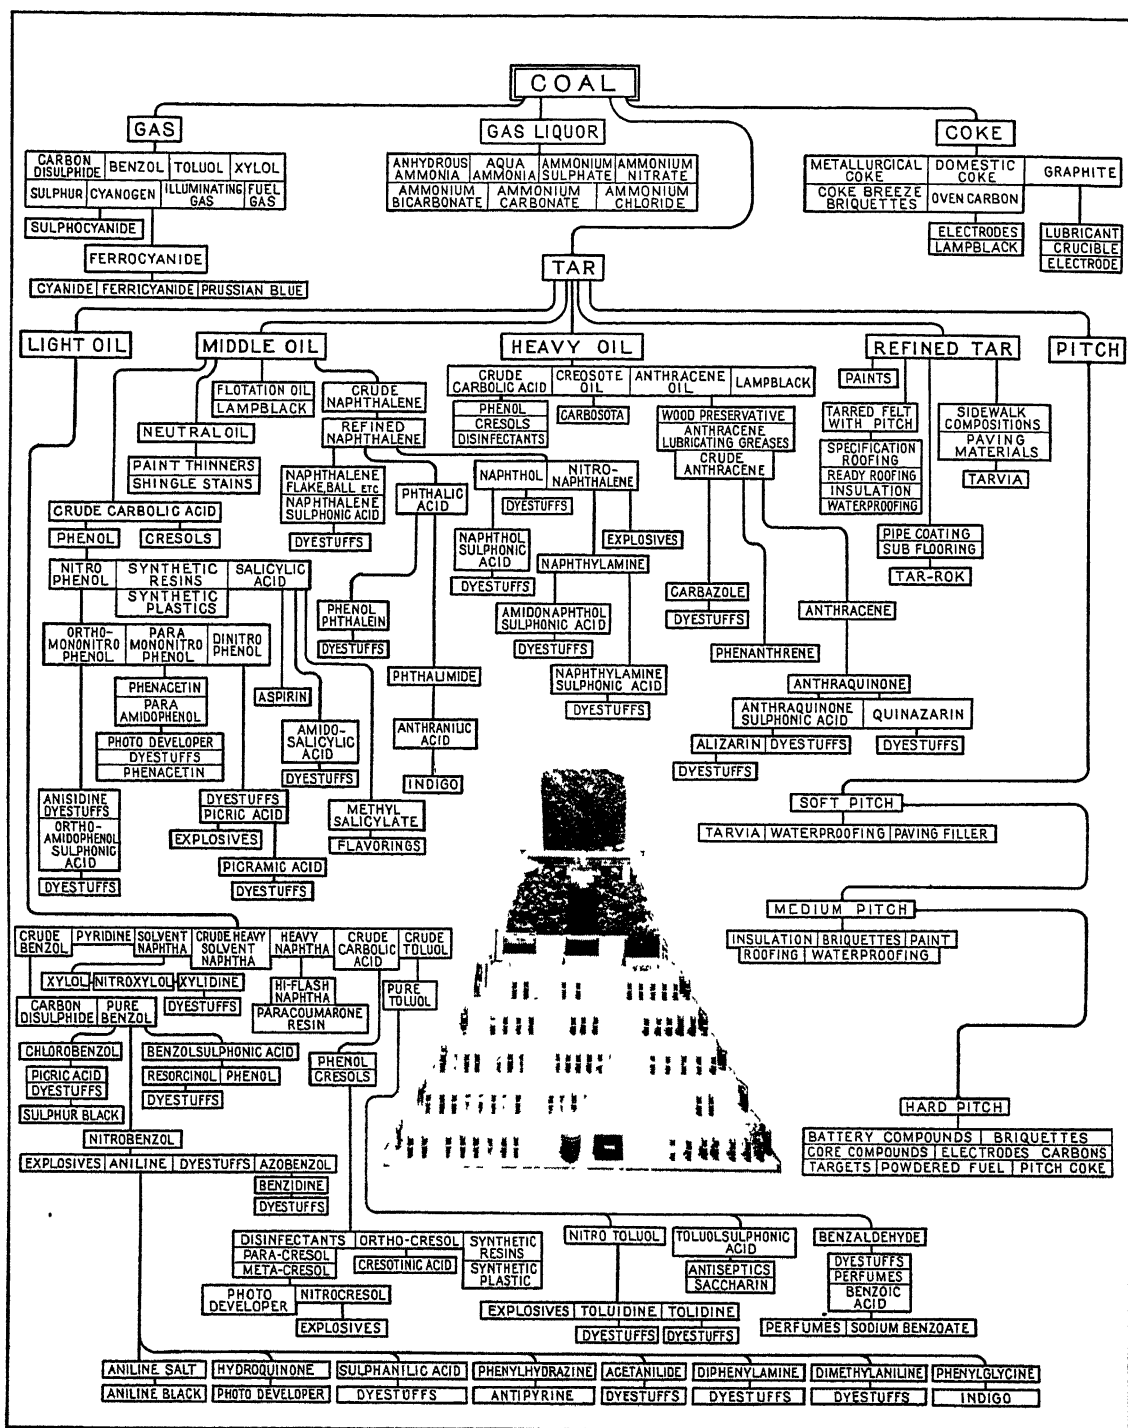 COAL
GAS
GAS LIQUOR
COKE
CARBON DISULPHIDE
BENZOL
TOLUOL
XYLOL
SULPHUR
CYANOGEN
ILLUMINATING GAS
FUEL GAS
SULPHOCYANIDE
FERROCYANIDE
CYANIDE
FERRICYANIDE
PRUSSIAN BLUE
ANHYDROUS AMMONIA
AQUA AMMONIA
AMMONIUM SULPHATE
AMMONIUM NITRATE
AMMONIUM BICARBONATE
AMMONIUM CARBONATE
AMMONIUM CHLORIDE
METALLURGICAL COKE
DOMESTIC COKE
GRAPHITE
COKE BREEZE BRIQUETTES
OVEN CARBON
ELECTRODES
LAMPBLACK
LUBRICANT
CRUCIBLE
ELECTRODE
TAR
LIGHT OIL
MIDDLE OIL
HEAVY OIL
REFINED TAR
PITCH
FLOTATION OIL
LAMPBLACK
CRUDE NAPHTHALENE
REFINED NAPHTHALENE
NEUTRAL OIL
PAINT THINNERS
SHINGLE STAINS
NAPHTHALENE FLAKE, BALL ETC
NAPHTHALENE SULPHONIC ACID
DYESTUFFS
PHTHALIC ACID
CRUDE CARBOLIC ACID
PHENOL
CRESOLS
NITRO PHENOL
SYNTHETIC RESINS
SALICYLIC ACID
SYNTHETIC PLASTICS
ORTHO-MONONITRO PHENOL
PARA MONONITRO PHENOL
DINITRO PHENOL
PHENACETIN
PARA AMIDOPHENOL
PHOTO DEVELOPER
DYESTUFFS
PHENACETIN
ASPIRIN
AMIDO-SALICYLIC ACID
DYESTUFFS
PHENOL PHTHALEIN
DYESTUFFS
PHTHALIMIDE
ANTHRANILIC ACID
INDIGO
ANISIDINE DYESTUFFS
ORTHO-AMIDOPHENOL SULPHONIC ACID
DYESTUFFS
DYESTUFFS
PICRIC ACID
EXPLOSIVES
PICRAMIC ACID
DYESTUFFS
METHYL SALICYLATE
FLAVORINGS
CRUDE CARBOLIC ACID
CREOSOTE OIL
ANTHRACENE OIL
LAMPBLACK
PHENOL
CRESOLS
DISINFECTANTS
CARBOSOTA
WOOD PRESERVATIVE
ANTHRACENE LUBRICATING GREASES
CRUDE ANTHRACENE
NAPHTHOL
NITRO-NAPHTHALENE
DYESTUFFS
NAPHTHOL SULPHONIC ACID
DYESTUFFS
EXPLOSIVES
NAPHTHYLAMINE
AMIDONAPHTHOL SULPHONIC ACID
DYESTUFFS
NAPHTHYLAMINE SULPHONIC ACID
DYESTUFFS
CARBAZOLE
DYESTUFFS
PHENANTHRENE
ANTHRACENE
ANTHRAQUINONE
ANTHRAQUINONE SULPHONIC ACID
QUINAZARIN
ALIZARIN
DYESTUFFS
DYESTUFFS
DYESTUFFS
PAINTS
TARRED FELT WITH PITCH
SPECIFICATION ROOFING
READY ROOFING
INSULATION
WATERPROOFING
SIDEWALK COMPOSITIONS
PAVING MATERIALS
TARVIA
PIPE COATING
SUB FLOORING
TAR-ROK
SOFT PITCH
TARVIA
WATERPROOFING
PAVING FILLER
MEDIUM PITCH
INSULATION
BRIQUETTES
PAINT
ROOFING
WATERPROOFING
HARD PITCH
BATTERY COMPOUNDS
BRIQUETTES
CORE COMPOUNDS
ELECTRODES CARBONS
TARGETS
POWDERED FUEL
PITCH COKE
CRUDE BENZOL
PYRIDINE
SOLVENT NAPHTHA
CRUDE HEAVY SOLVENT NAPHTHA
HEAVY NAPHTHA
CRUDE CARBOLIC ACID
CRUDE TOLUOL
XYLOL
NITROXYLOL
XYLIDINE
DYESTUFFS
HI-FLASH NAPHTHA
PARACOUMARONE RESIN
PURE TOLUOL
CARBON DISULPHIDE
PURE BENZOL
CHLOROBENZOL
BENZOLSULPHONIC ACID
PICRIC ACID
DYESTUFFS
SULPHUR BLACK
RESORCINOL
PHENOL
DYESTUFFS
PHENOL
CRESOLS
NITROBENZOL
EXPLOSIVES
ANILINE
DYESTUFFS
AZOBENZOL
BENZIDINE
DYESTUFFS
DISINFECTANTS
ORTHO-CRESOL
SYNTHETIC RESINS
PARA-CRESOL
META-CRESOL
CRESOTINIC ACID
SYNTHETIC PLASTIC
PHOTO DEVELOPER
NITROCRESOL
EXPLOSIVES
NITRO TOLUOL
TOLUOLSULPHONIC ACID
BENZALDEHYDE
ANTISEPTICS
SACCHARIN
DYESTUFFS
PERFUMES
BENZOIC ACID
EXPLOSIVES
TOLUIDINE
TOLIDINE
DYESTUFFS
DYESTUFFS
PERFUMES
SODIUM BENZOATE
ANILINE SALT
HYDROQUINONE
SULPHANILIC ACID
PHENYLHYDRAZINE
ACETANILIDE
DIPHENYLAMINE
DIMETHYLANILINE
PHENYLGLYCINE
ANILINE BLACK
PHOTO DEVELOPER
DYESTUFFS
ANTIPYRINE
DYESTUFFS
DYESTUFFS
DYESTUFFS
INDIGO